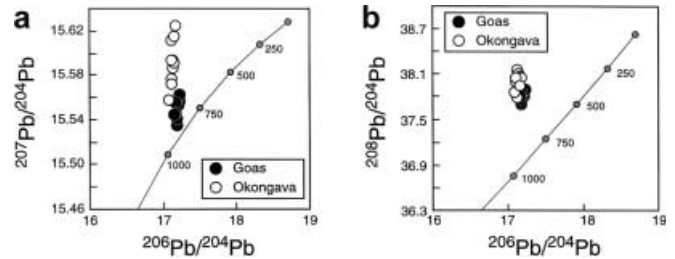 a
15.62
15.58
15.54
15.50
15.46
207Pb/204Pb
250
500
750
1000
Goas
Okongava
16
17
18
19
206Pb/204Pb
b
38.7
38.1
37.5
36.9
36.3
208Pb/204Pb
Goas
Okongava
250
500
750
1000
16
17
18
19
206Pb/204Pb